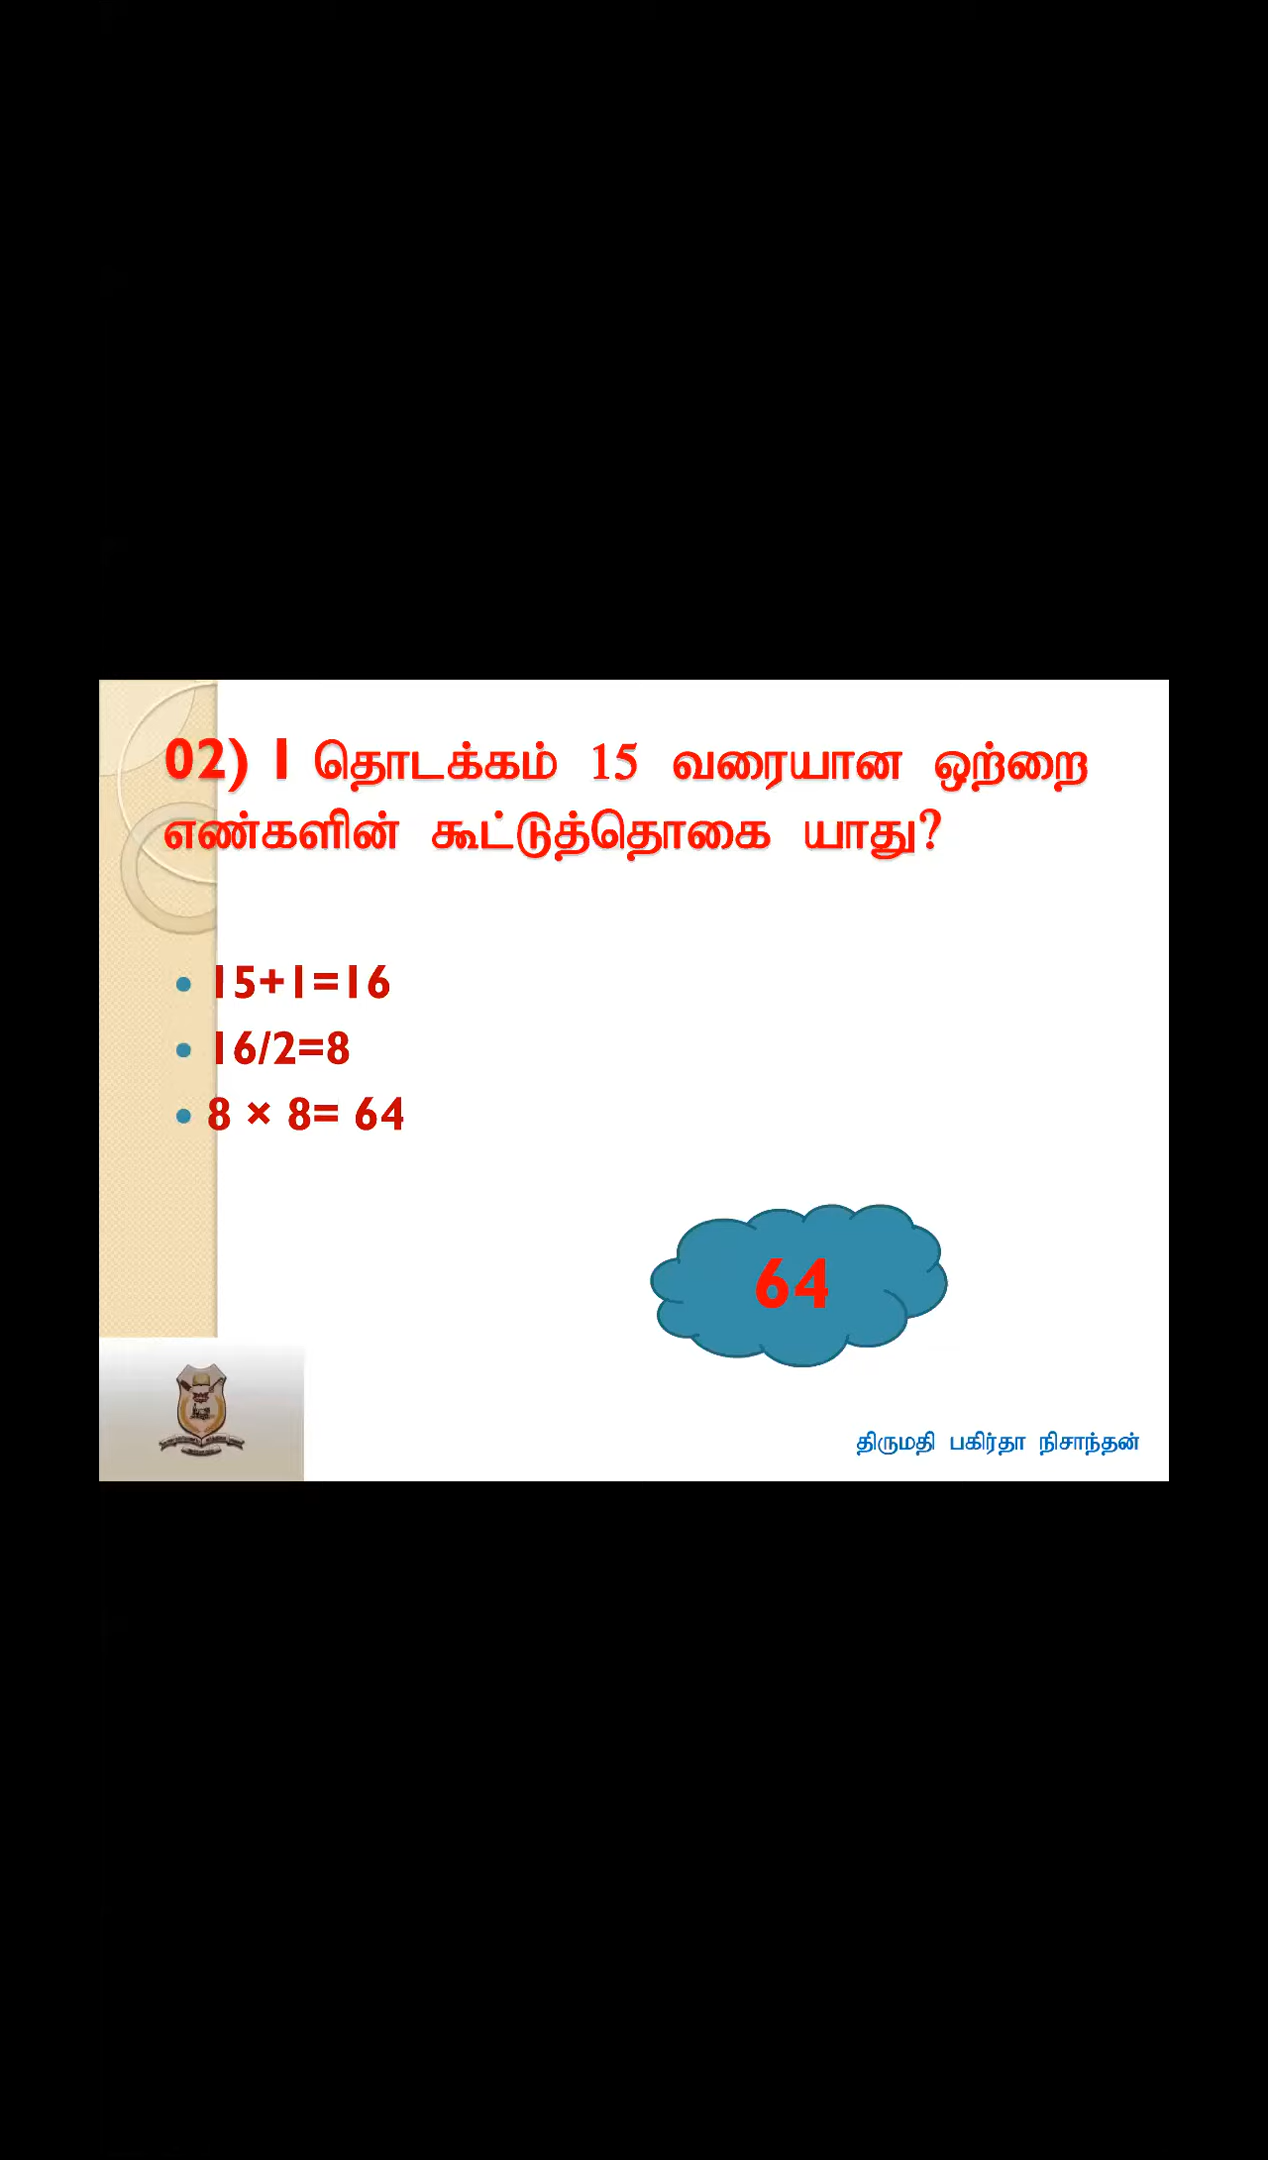 02) 1 தொடக்கம் 15 வரையான ஒற்றை
எண்களின் கூட்டுத்தொகை யாது?
15+1=16
16/2=8
8 × 8= 64
64
திருமதி பகிர்தா நிசாந்தன்